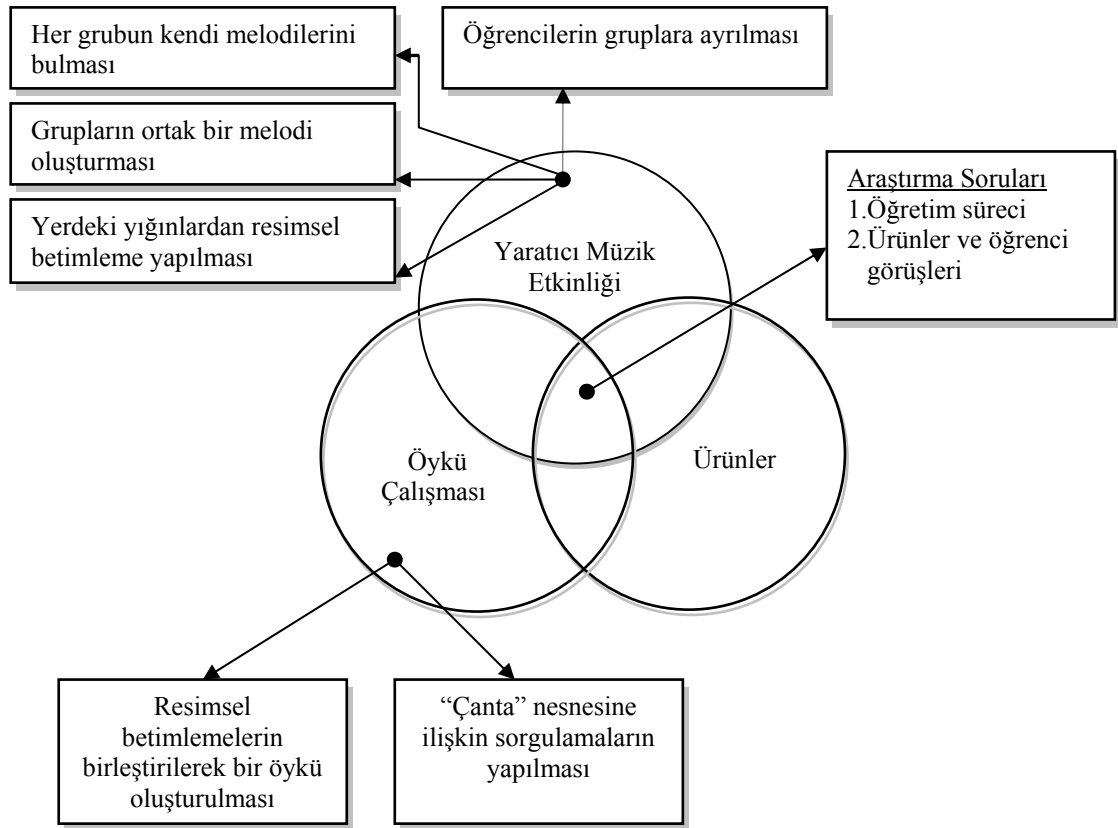 Her grubun kendi melodilerini
bulması
Öğrencilerin gruplara ayrılması
Grupların ortak bir melodi
oluşturması
Yerdeki yığınlardan resimsel
betimleme yapılması
Araştırma Soruları
1.Öğretim süreci
2.Ürünler ve öğrenci
görüşleri
Yaratıcı Müzik
Etkinliği
Öykü
Çalışması
Ürünler
Resimsel
betimlemelerin
birleştirilerek bir öykü
oluşturulması
“Çanta” nesnesine
ilişkin sorgulamaların
yapılması